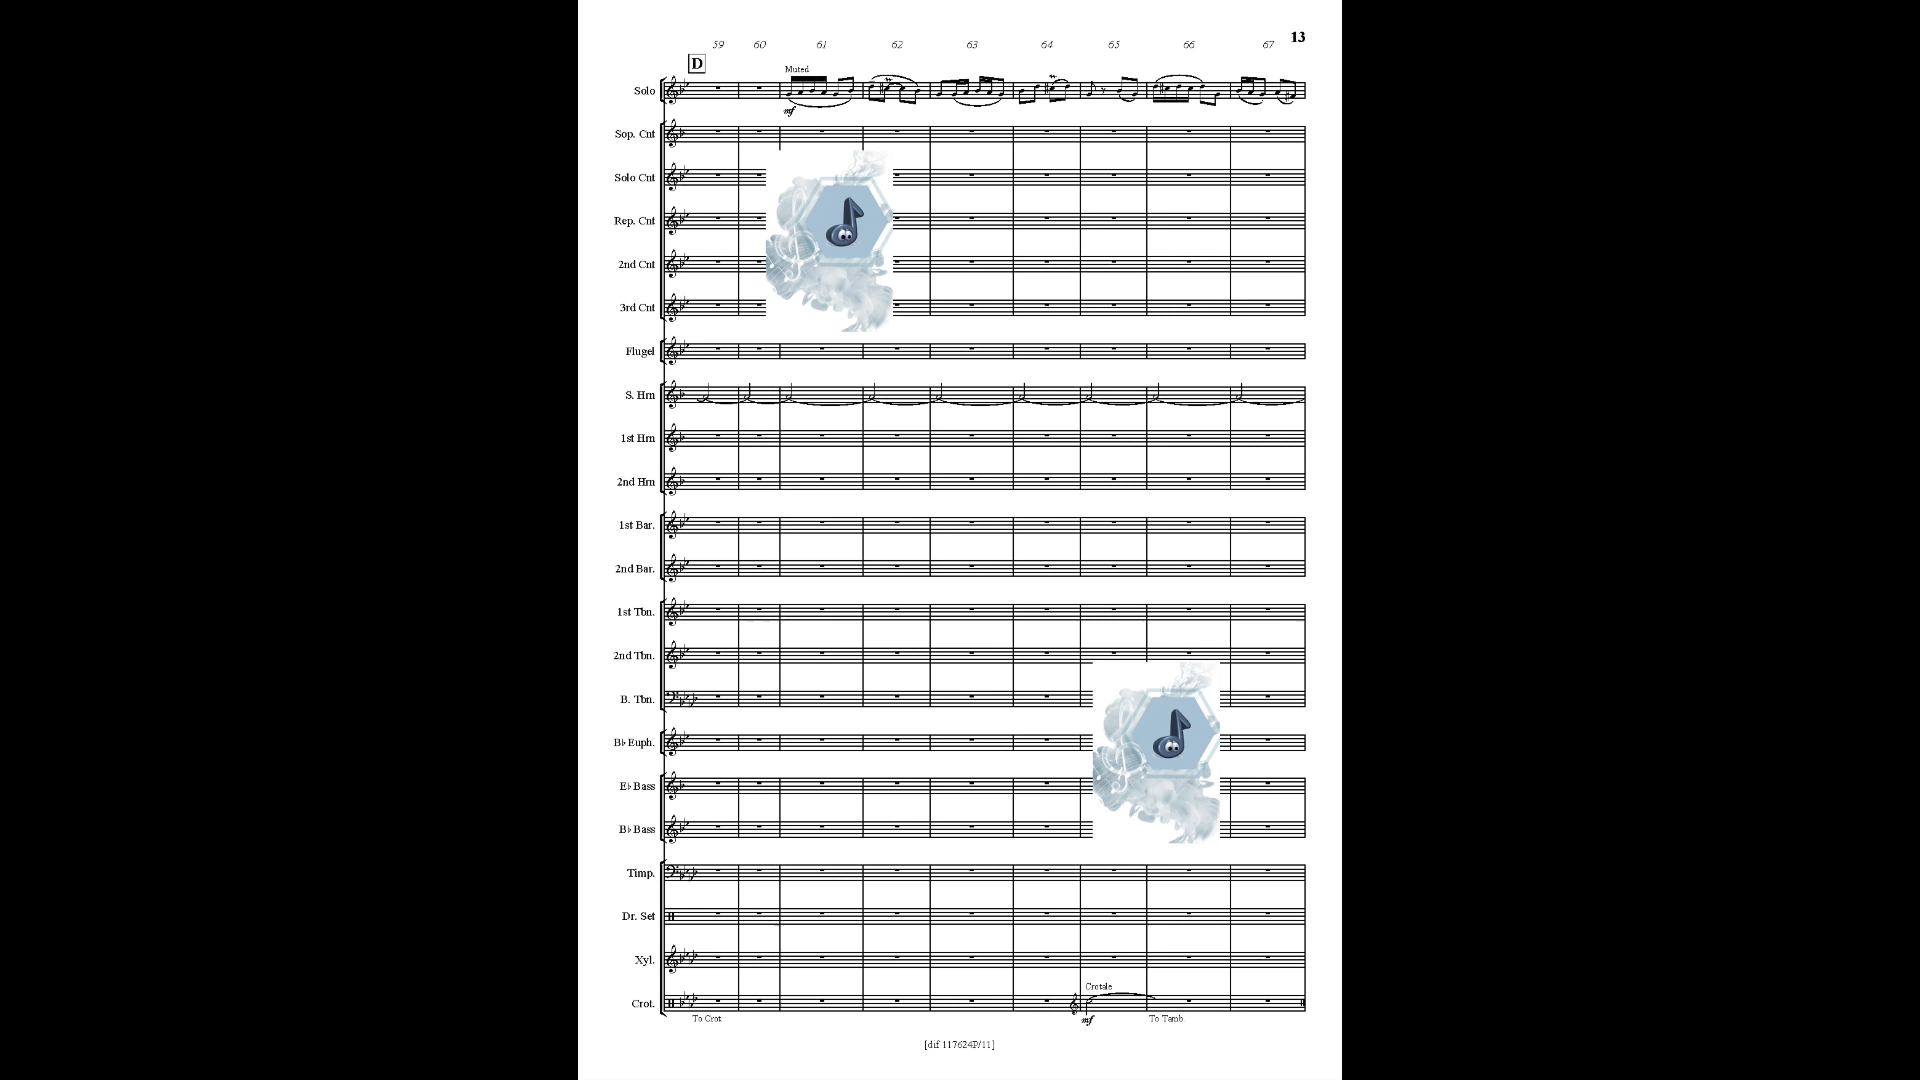 13
59 60 61 62 63 64 65 66 67
D
Muted
Solo
mf
Sop. Cnt
Solo Cnt
Rep. Cnt
2nd Cnt
3rd Cnt
Flugel
S. Hrn
1st Hrn
2nd Hrn
1st Bar.
2nd Bar.
1st Tbn.
2nd Tbn.
B. Tbn.
B♭ Euph.
E♭ Bass
B♭ Bass
Timp.
Dr. Set
Xyl.
Crotale
Crot.
To Crot. mf To Tamb.
[dif 117624P/11]